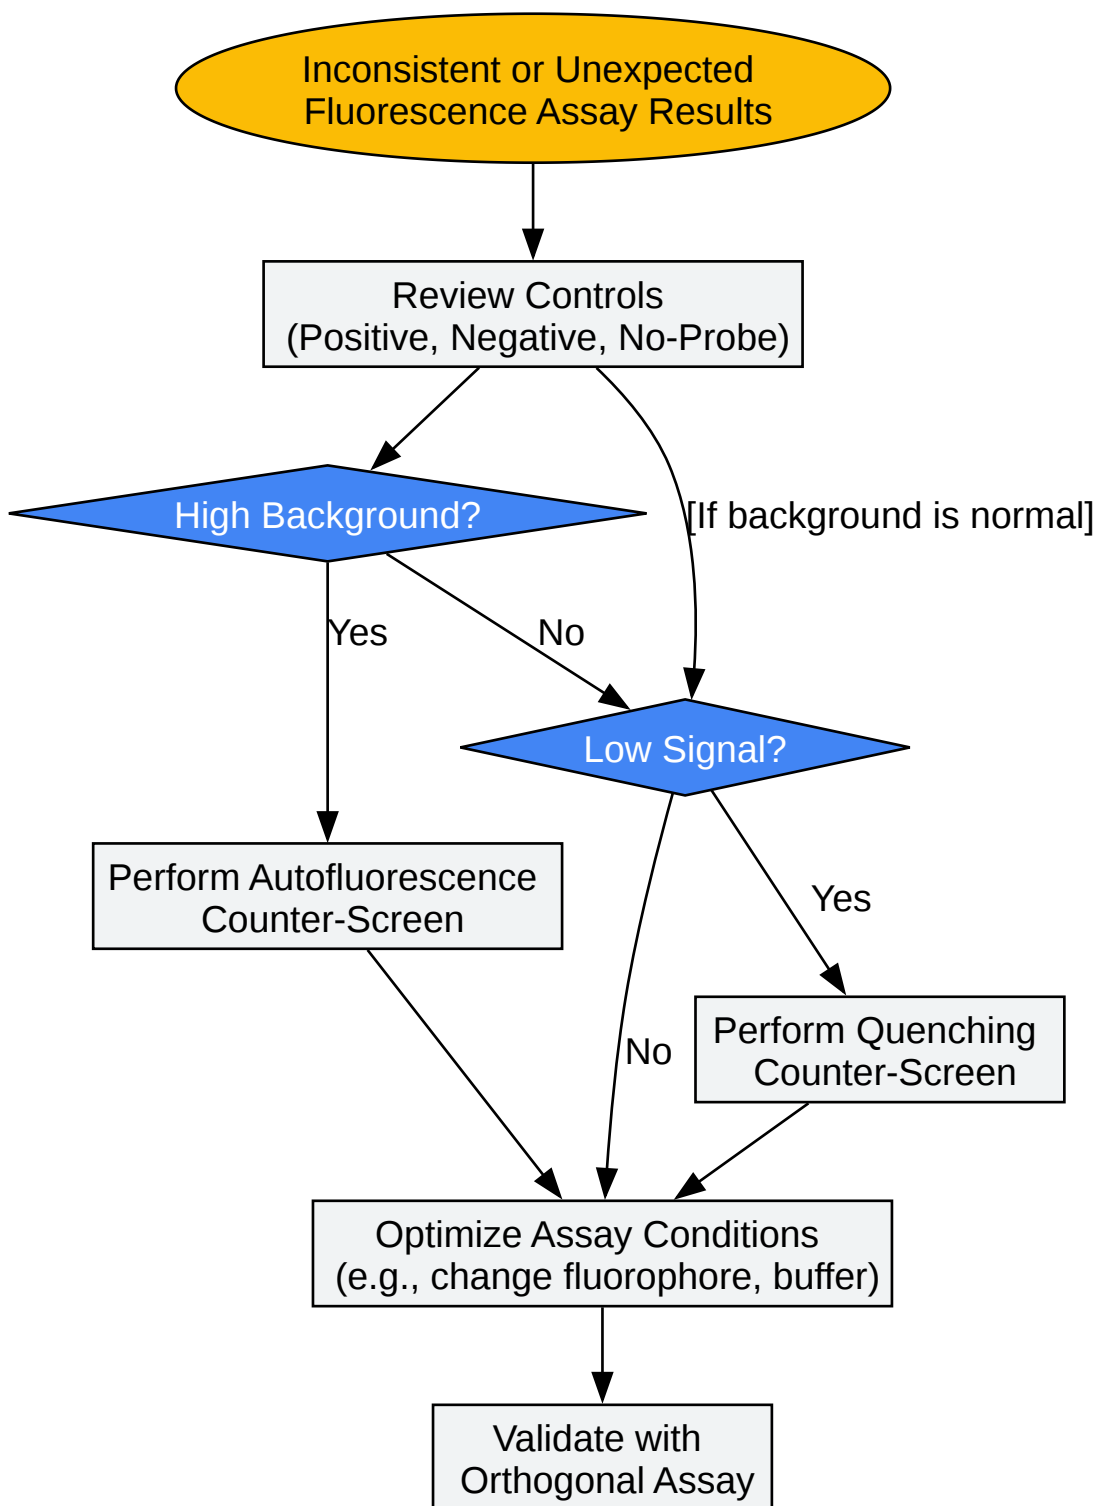 Inconsistent or Unexpected
Fluorescence Assay Results
Review Controls
(Positive, Negative, No-Probe)
High Background?
[If background is normal]
Yes
No
Low Signal?
Perform Autofluorescence
Counter-Screen
Yes
Perform Quenching
Counter-Screen
No
Optimize Assay Conditions
(e.g., change fluorophore, buffer)
Validate with
Orthogonal Assay